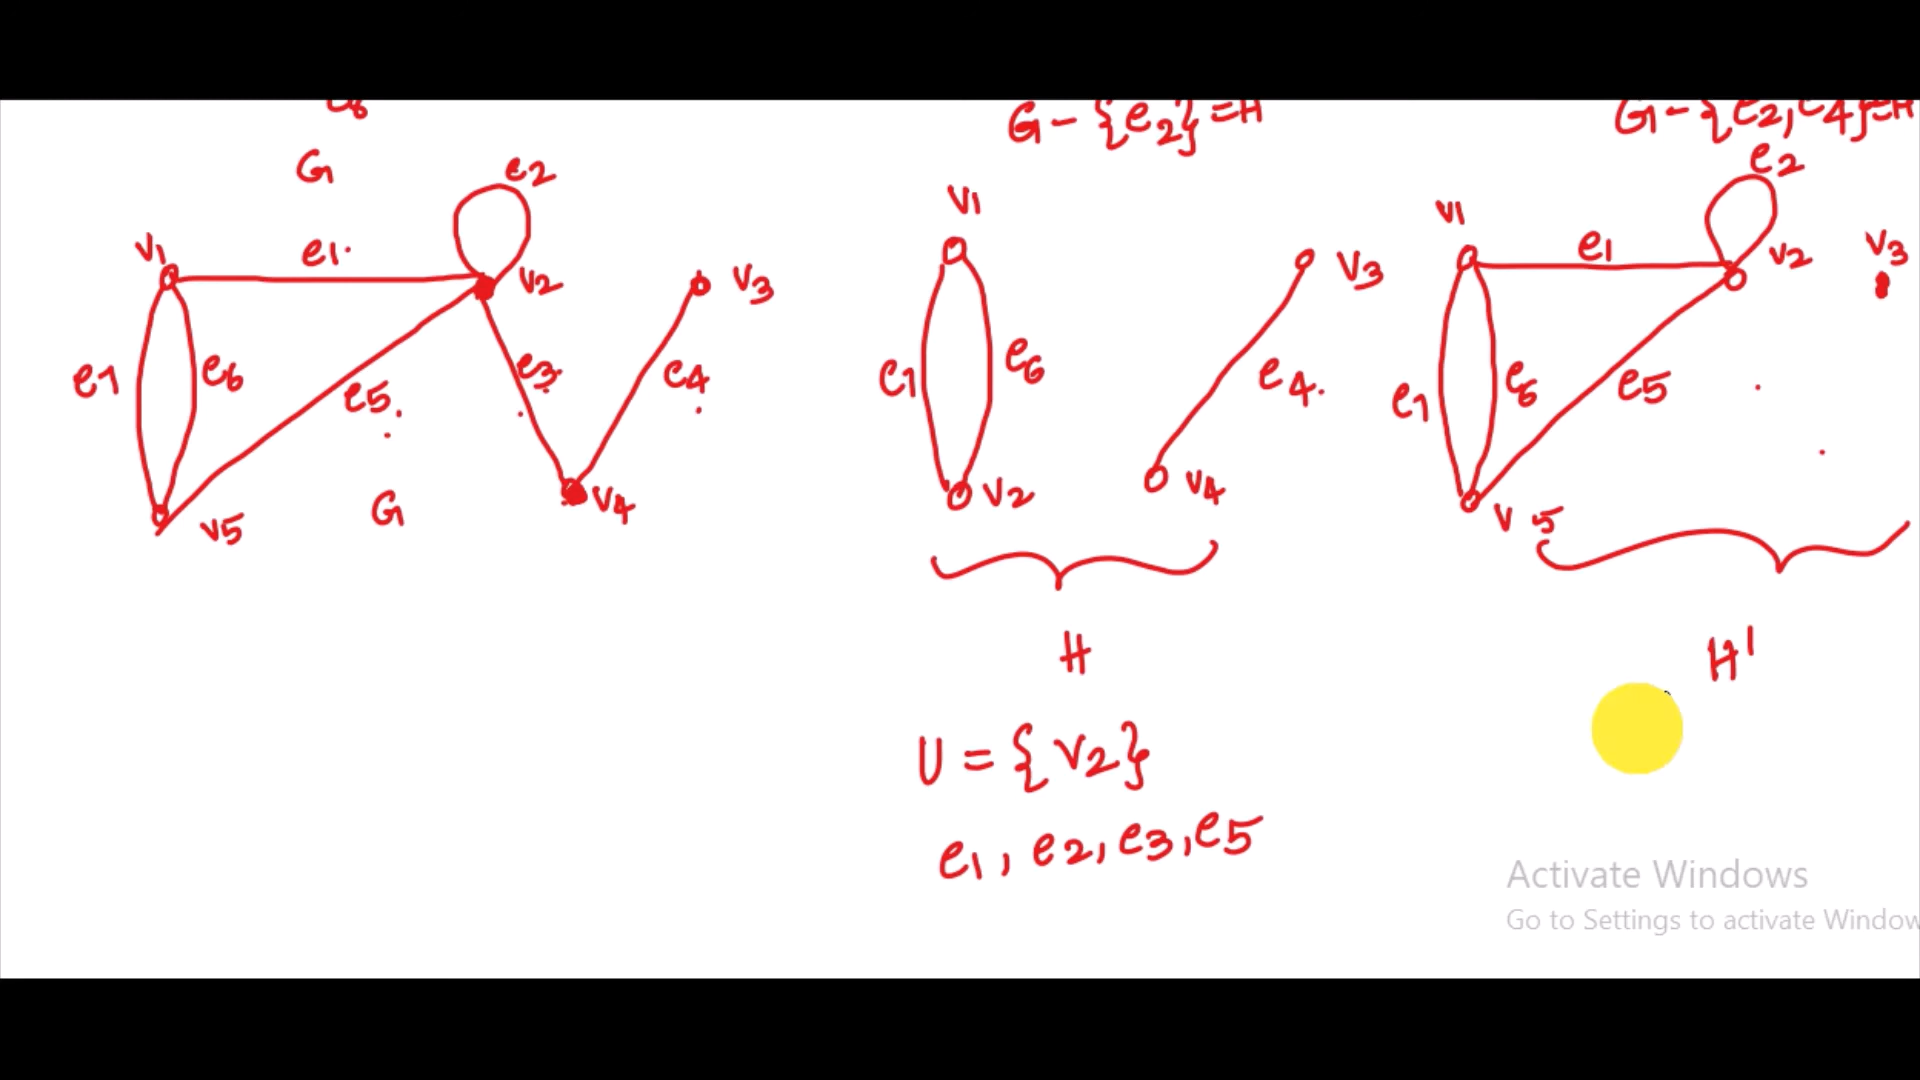 e8
G
G - {e2} = H
G - {e2, e4} = H
e2
v1
e1.
v2
v3
e7
e6
e5.
e3.
e4
v5
G
v4
v1
e7
e6
v2
v3
e4.
v4
H
U = {v2}
e1, e2, e3, e5
e2
v1
e1
v2
v3
e7
e6
e5
v5
H'
Activate Windows
Go to Settings to activate Window